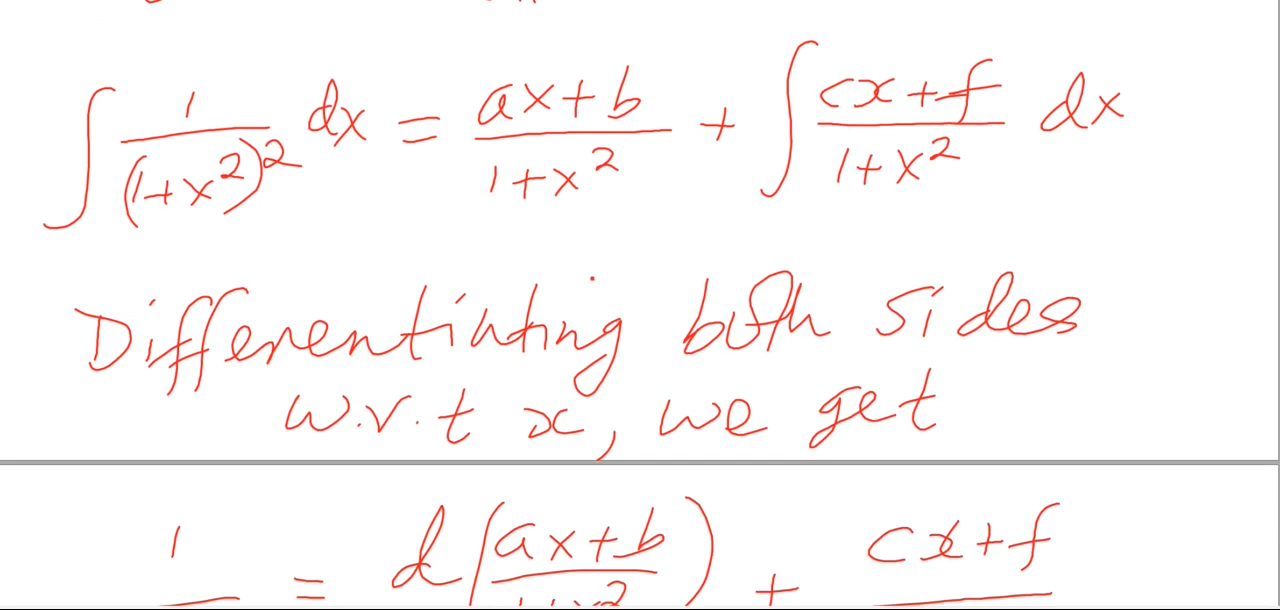 ∫ 1/(1+x²)² dx = (ax+b)/(1+x²) + ∫ (cx+f)/(1+x²) dx
Differentiating both sides
w.r.t x, we get
1 = d (ax+b) + cx+f